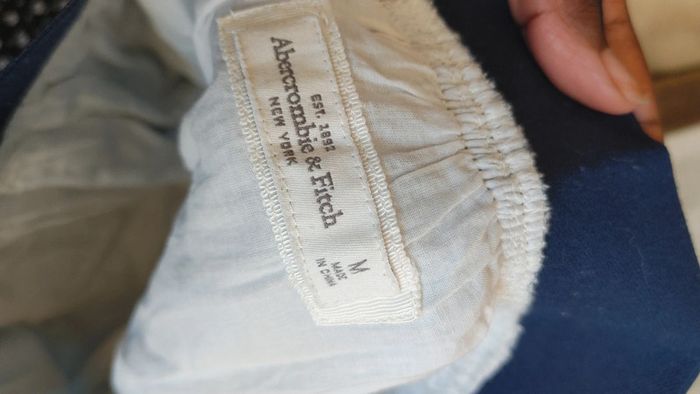 EST. 1892
Abercrombie & Fitch
NEW YORK
M
MADE
IN CHINA